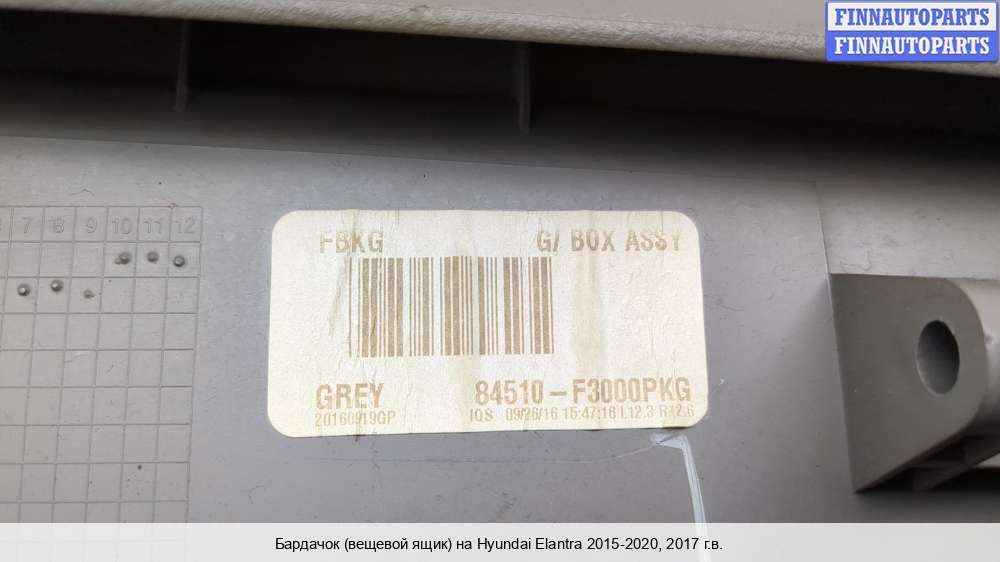 FINNAUTOPARTS
FINNAUTOPARTS
7 8 9 10 11 12
FBKG G/ BOX ASSY
GREY 84510-F3000PKG
20160919GP IQS 09/26/16 15:47:16 L12.3 R12.6
Бардачок (вещевой ящик) на Hyundai Elantra 2015-2020, 2017 г.в.